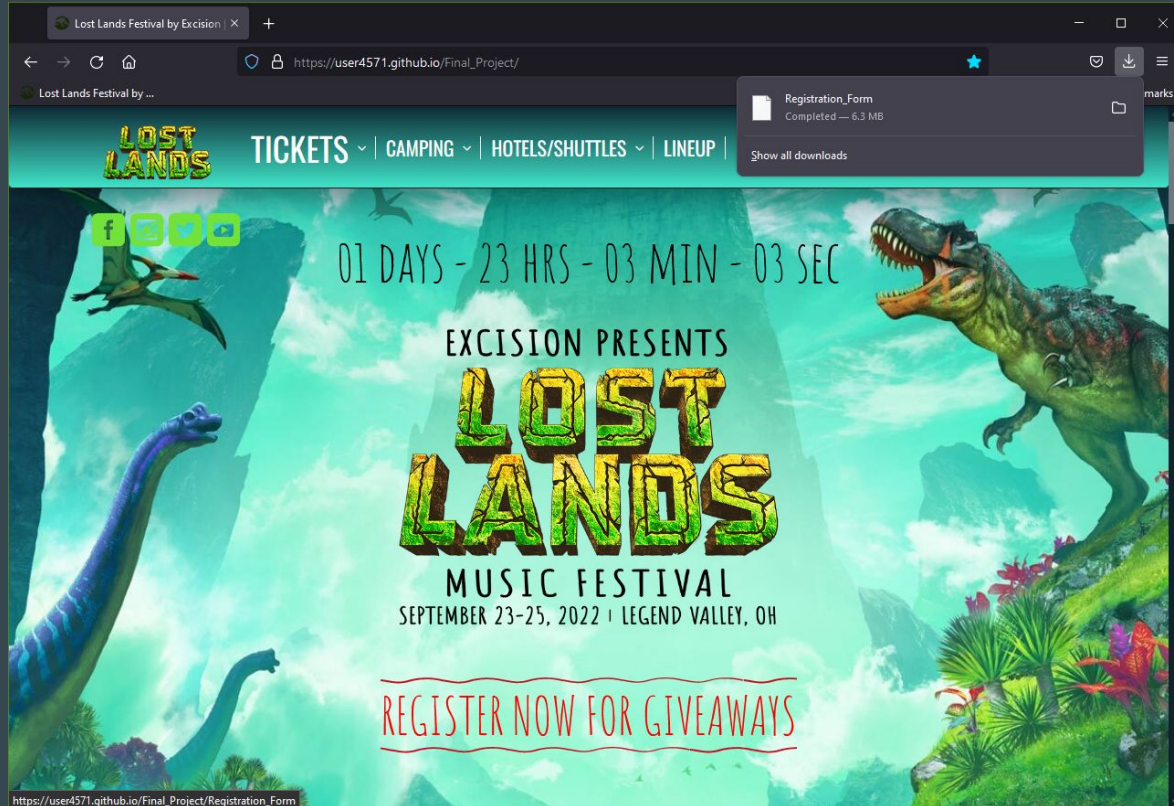 Lost Lands Festival by Excision |
https://user4571.github.io/Final_Project/
Lost Lands Festival by ...
marks
Registration_Form
Completed — 6.3 MB
Show all downloads
LOST
LANDS
TICKETS | CAMPING | HOTELS/SHUTTLES | LINEUP |
01 DAYS - 23 HRS - 03 MIN - 03 SEC
EXCISION PRESENTS
LOST
LANDS
MUSIC FESTIVAL
SEPTEMBER 23-25, 2022 | LEGEND VALLEY, OH
REGISTER NOW FOR GIVEAWAYS
https://user4571.github.io/Final_Project/Registration_Form